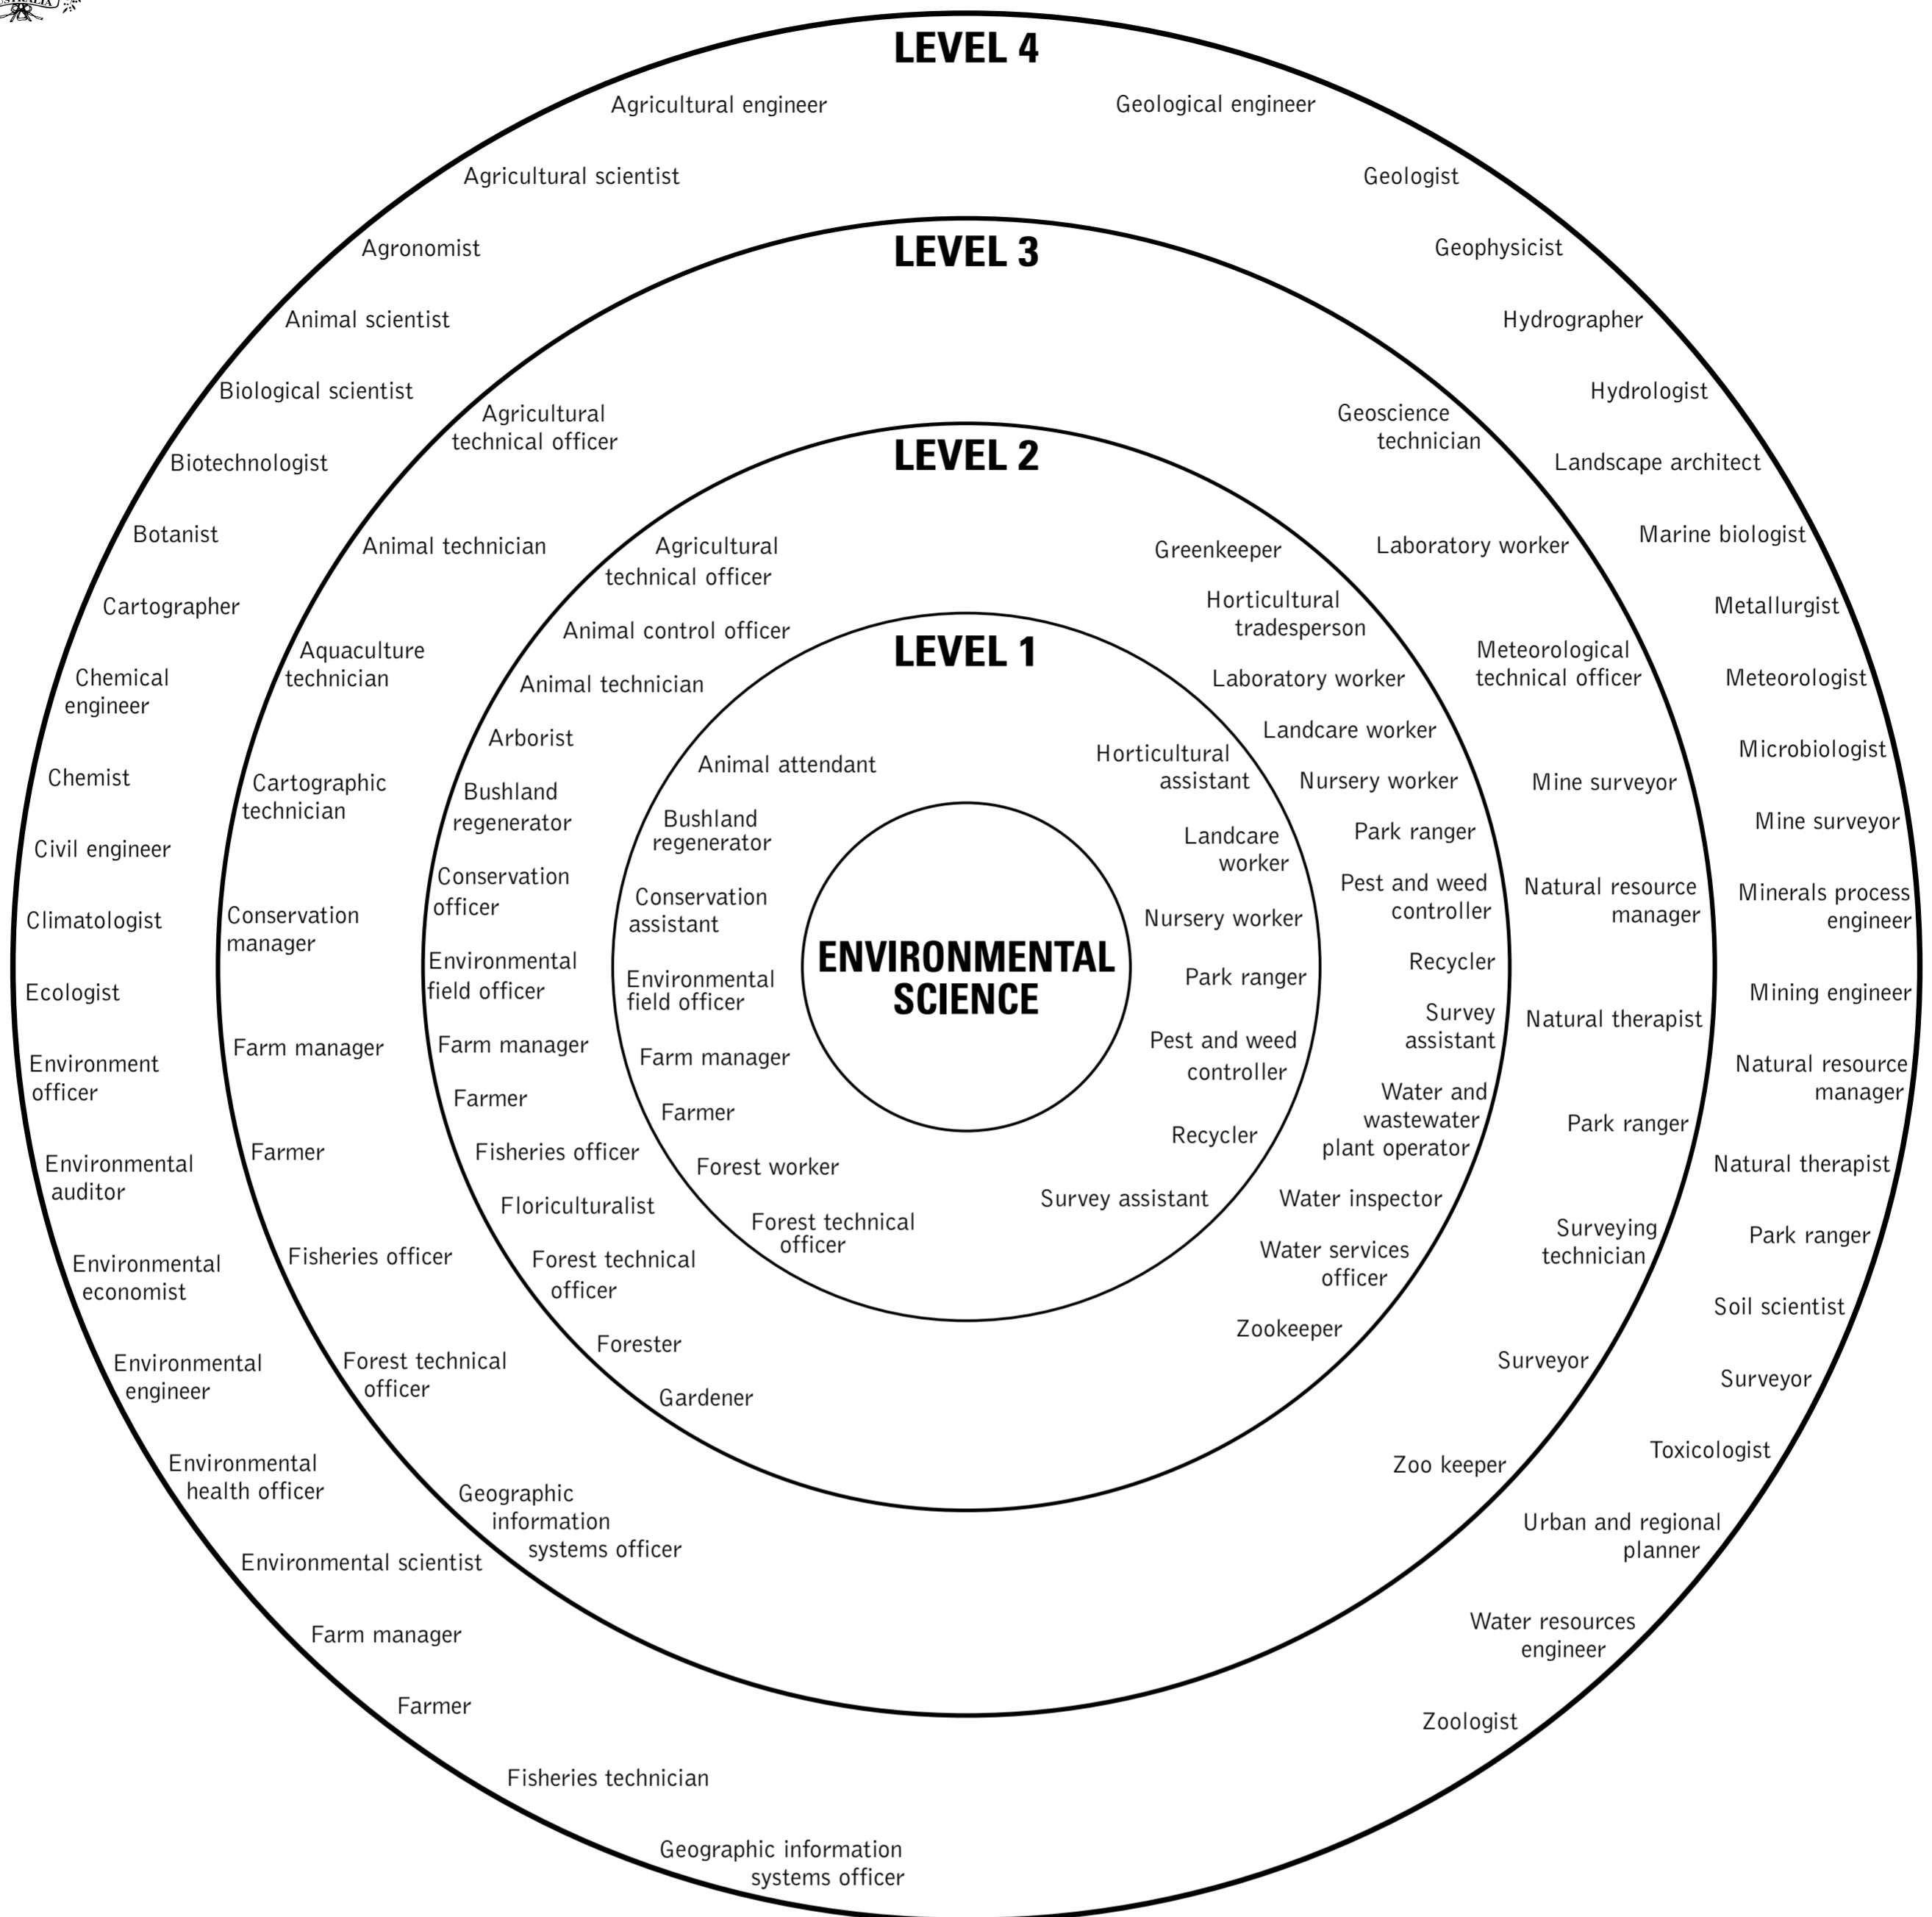 USTRALIA
LEVEL 4
Agricultural engineer
Agricultural scientist
Agronomist
Animal scientist
Biological scientist
Biotechnologist
Botanist
Cartographer
Chemical
engineer
Chemist
Civil engineer
Climatologist
Ecologist
Environment
officer
Environmental
auditor
Environmental
economist
Environmental
engineer
Environmental
health officer
Environmental scientist
Farm manager
Farmer
Fisheries technician
Geographic information
systems officer
Geological engineer
Geologist
Geophysicist
Hydrographer
Hydrologist
Landscape architect
Marine biologist
Metallurgist
Meteorologist
Microbiologist
Mine surveyor
Minerals process
engineer
Mining engineer
Natural resource
manager
Natural therapist
Park ranger
Soil scientist
Surveyor
Toxicologist
Urban and regional
planner
Water resources
engineer
Zoologist
LEVEL 3
Agricultural
technical officer
Animal technician
Aquaculture
technician
Cartographic
technician
Conservation
manager
Farm manager
Farmer
Fisheries officer
Forest technical
officer
Geographic
information
systems officer
Geoscience
technician
Laboratory worker
Meteorological
technical officer
Mine surveyor
Natural resource
manager
Natural therapist
Park ranger
Surveying
technician
Surveyor
Zoo keeper
LEVEL 2
Agricultural
technical officer
Animal control officer
Animal technician
Arborist
Bushland
regenerator
Conservation
officer
Environmental
field officer
Farm manager
Farmer
Fisheries officer
Floriculturalist
Forest technical
officer
Forester
Gardener
Greenkeeper
Horticultural
tradesperson
Laboratory worker
Landcare worker
Nursery worker
Park ranger
Pest and weed
controller
Recycler
Survey
assistant
Water and
wastewater
plant operator
Water inspector
Water services
officer
Zookeeper
LEVEL 1
Animal attendant
Bushland
regenerator
Conservation
assistant
Environmental
field officer
Farm manager
Farmer
Forest worker
Forest technical
officer
Horticultural
assistant
Landcare
worker
Nursery worker
Park ranger
Pest and weed
controller
Recycler
Survey assistant
ENVIRONMENTAL
SCIENCE